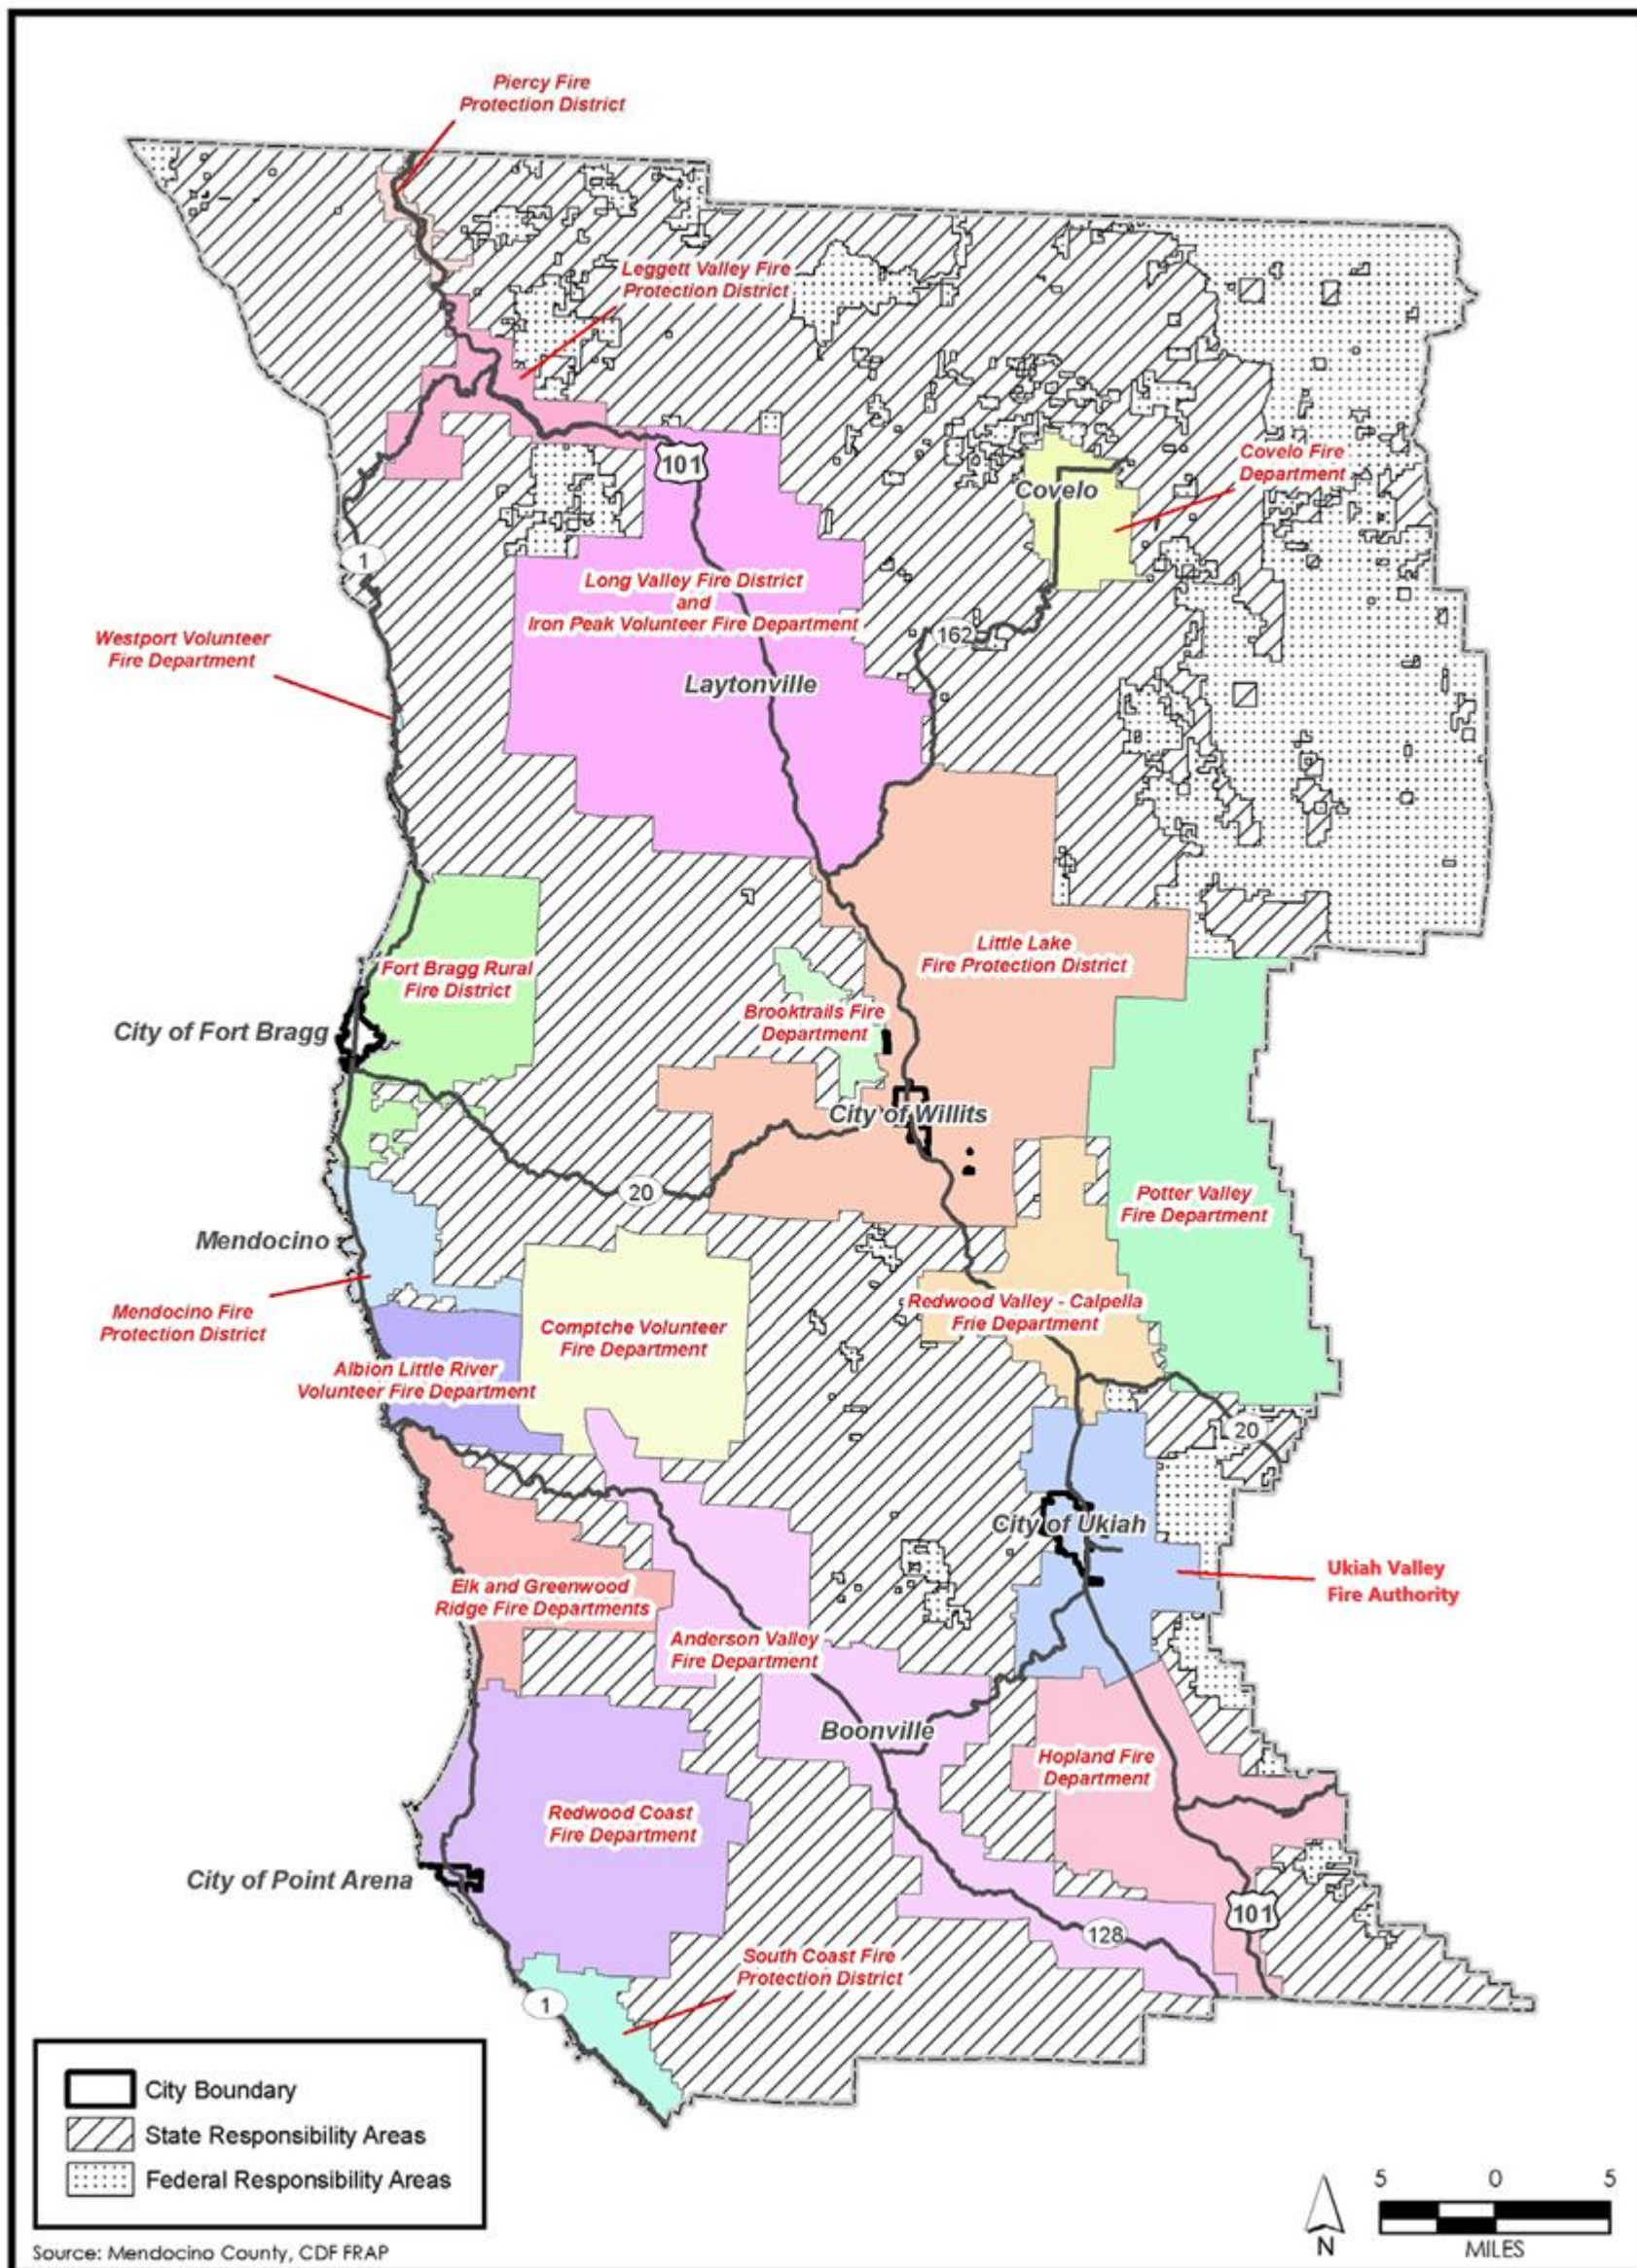 Piercy Fire
Protection District
Leggett Valley Fire
Protection District
101
Covelo Fire
Department
Covelo
1
Long Valley Fire District
and
Iron Peak Volunteer Fire Department
162
Westport Volunteer
Fire Department
Laytonville
Little Lake
Fire Protection District
Fort Bragg Rural
Fire District
Brooktrails Fire
Department
City of Fort Bragg
City of Willits
20
Potter Valley
Fire Department
Mendocino
Mendocino Fire
Protection District
Redwood Valley - Calpella
Frie Department
Comptche Volunteer
Fire Department
Albion Little River
Volunteer Fire Department
20
City of Ukiah
Ukiah Valley
Fire Authority
Elk and Greenwood
Ridge Fire Departments
Anderson Valley
Fire Department
Boonville
Hopland Fire
Department
Redwood Coast
Fire Department
City of Point Arena
101
128
South Coast Fire
Protection District
1
City Boundary
State Responsibility Areas
Federal Responsibility Areas
5 0 5
MILES
N
Source: Mendocino County, CDF FRAP